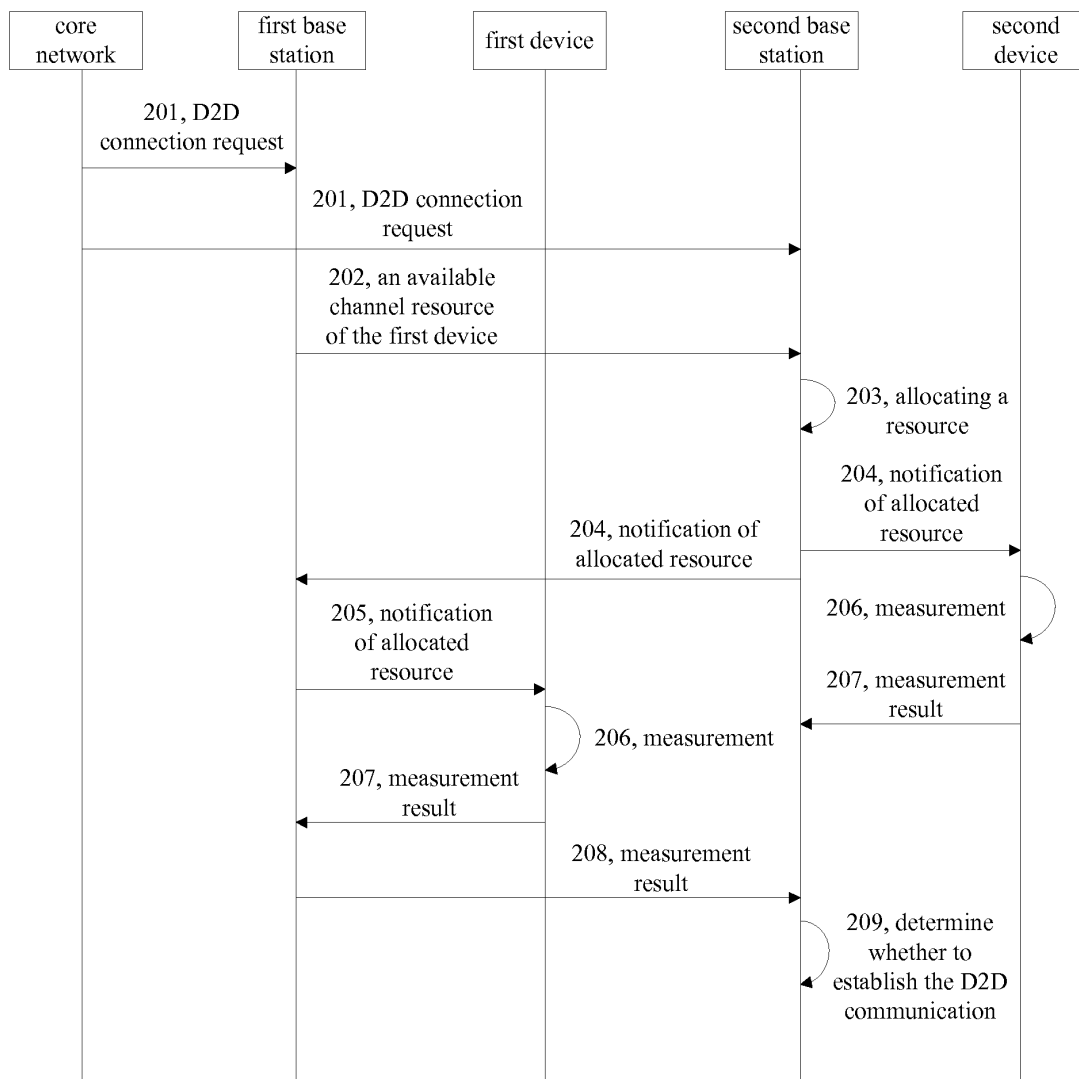 core
network
first base
station
first device
second base
station
second
device
201, D2D
connection request
201, D2D connection
request
202, an available
channel resource
of the first device
203, allocating a
resource
204, notification
of allocated
resource
204, notification of
allocated resource
205, notification
of allocated
resource
206, measurement
207, measurement
result
206, measurement
207, measurement
result
208, measurement
result
209, determine
whether to
establish the D2D
communication